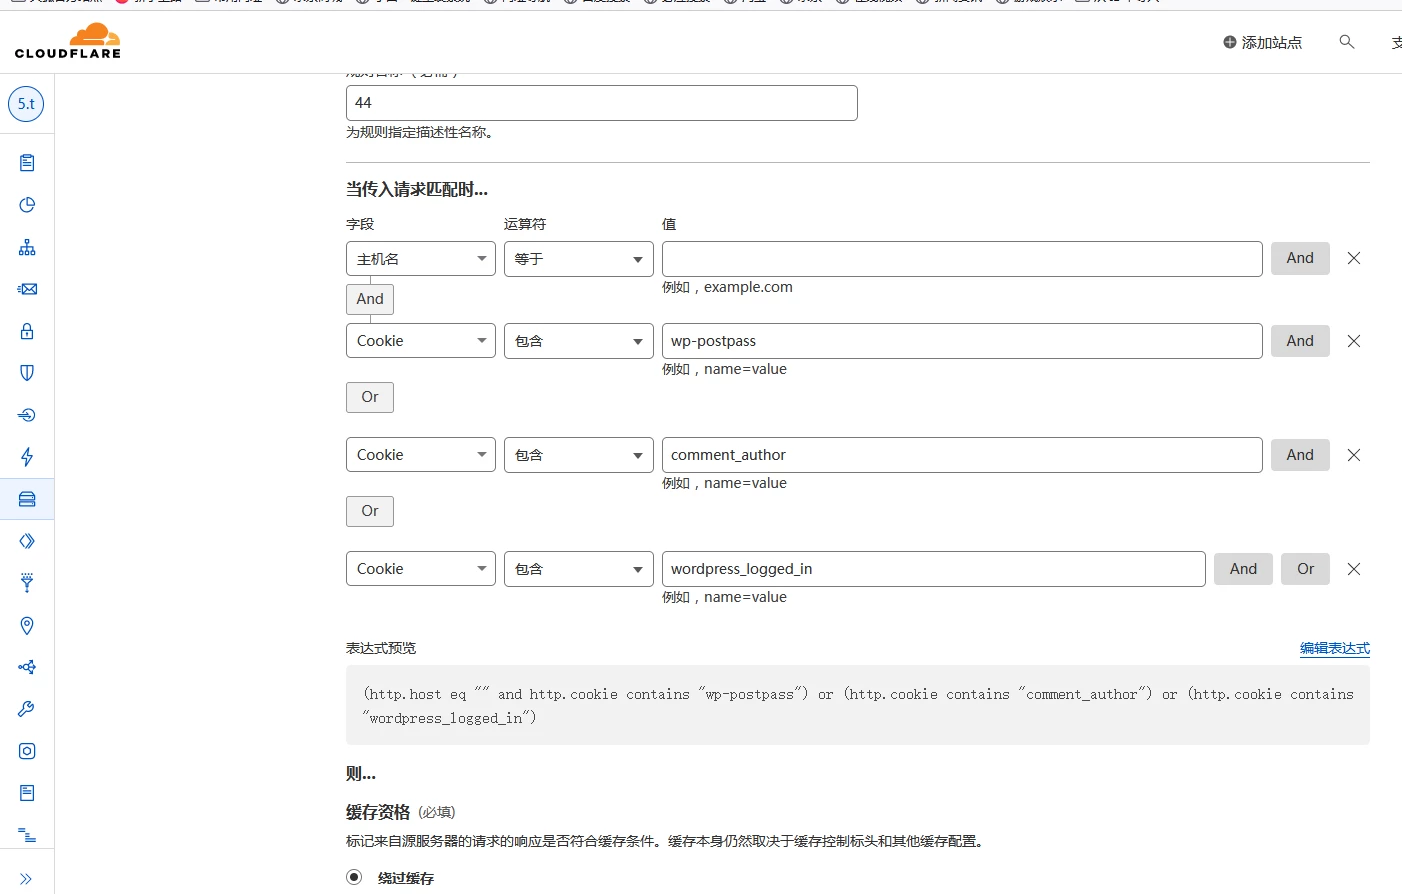 CLOUDFLARE
添加站点
支
5.t
规则名称 (必需)
44
为规则指定描述性名称。
当传入请求匹配时...
字段 运算符 值
主机名 等于 And
例如，example.com
And
Cookie 包含 wp-postpass And
例如，name=value
Or
Cookie 包含 comment_author And
例如，name=value
Or
Cookie 包含 wordpress_logged_in And Or
例如，name=value
表达式预览 编辑表达式
(http.host eq "" and http.cookie contains "wp-postpass") or (http.cookie contains "comment_author") or (http.cookie contains
"wordpress_logged_in")
则...
缓存资格 (必填)
标记来自源服务器的请求的响应是否符合缓存条件。缓存本身仍然取决于缓存控制标头和其他缓存配置。
绕过缓存